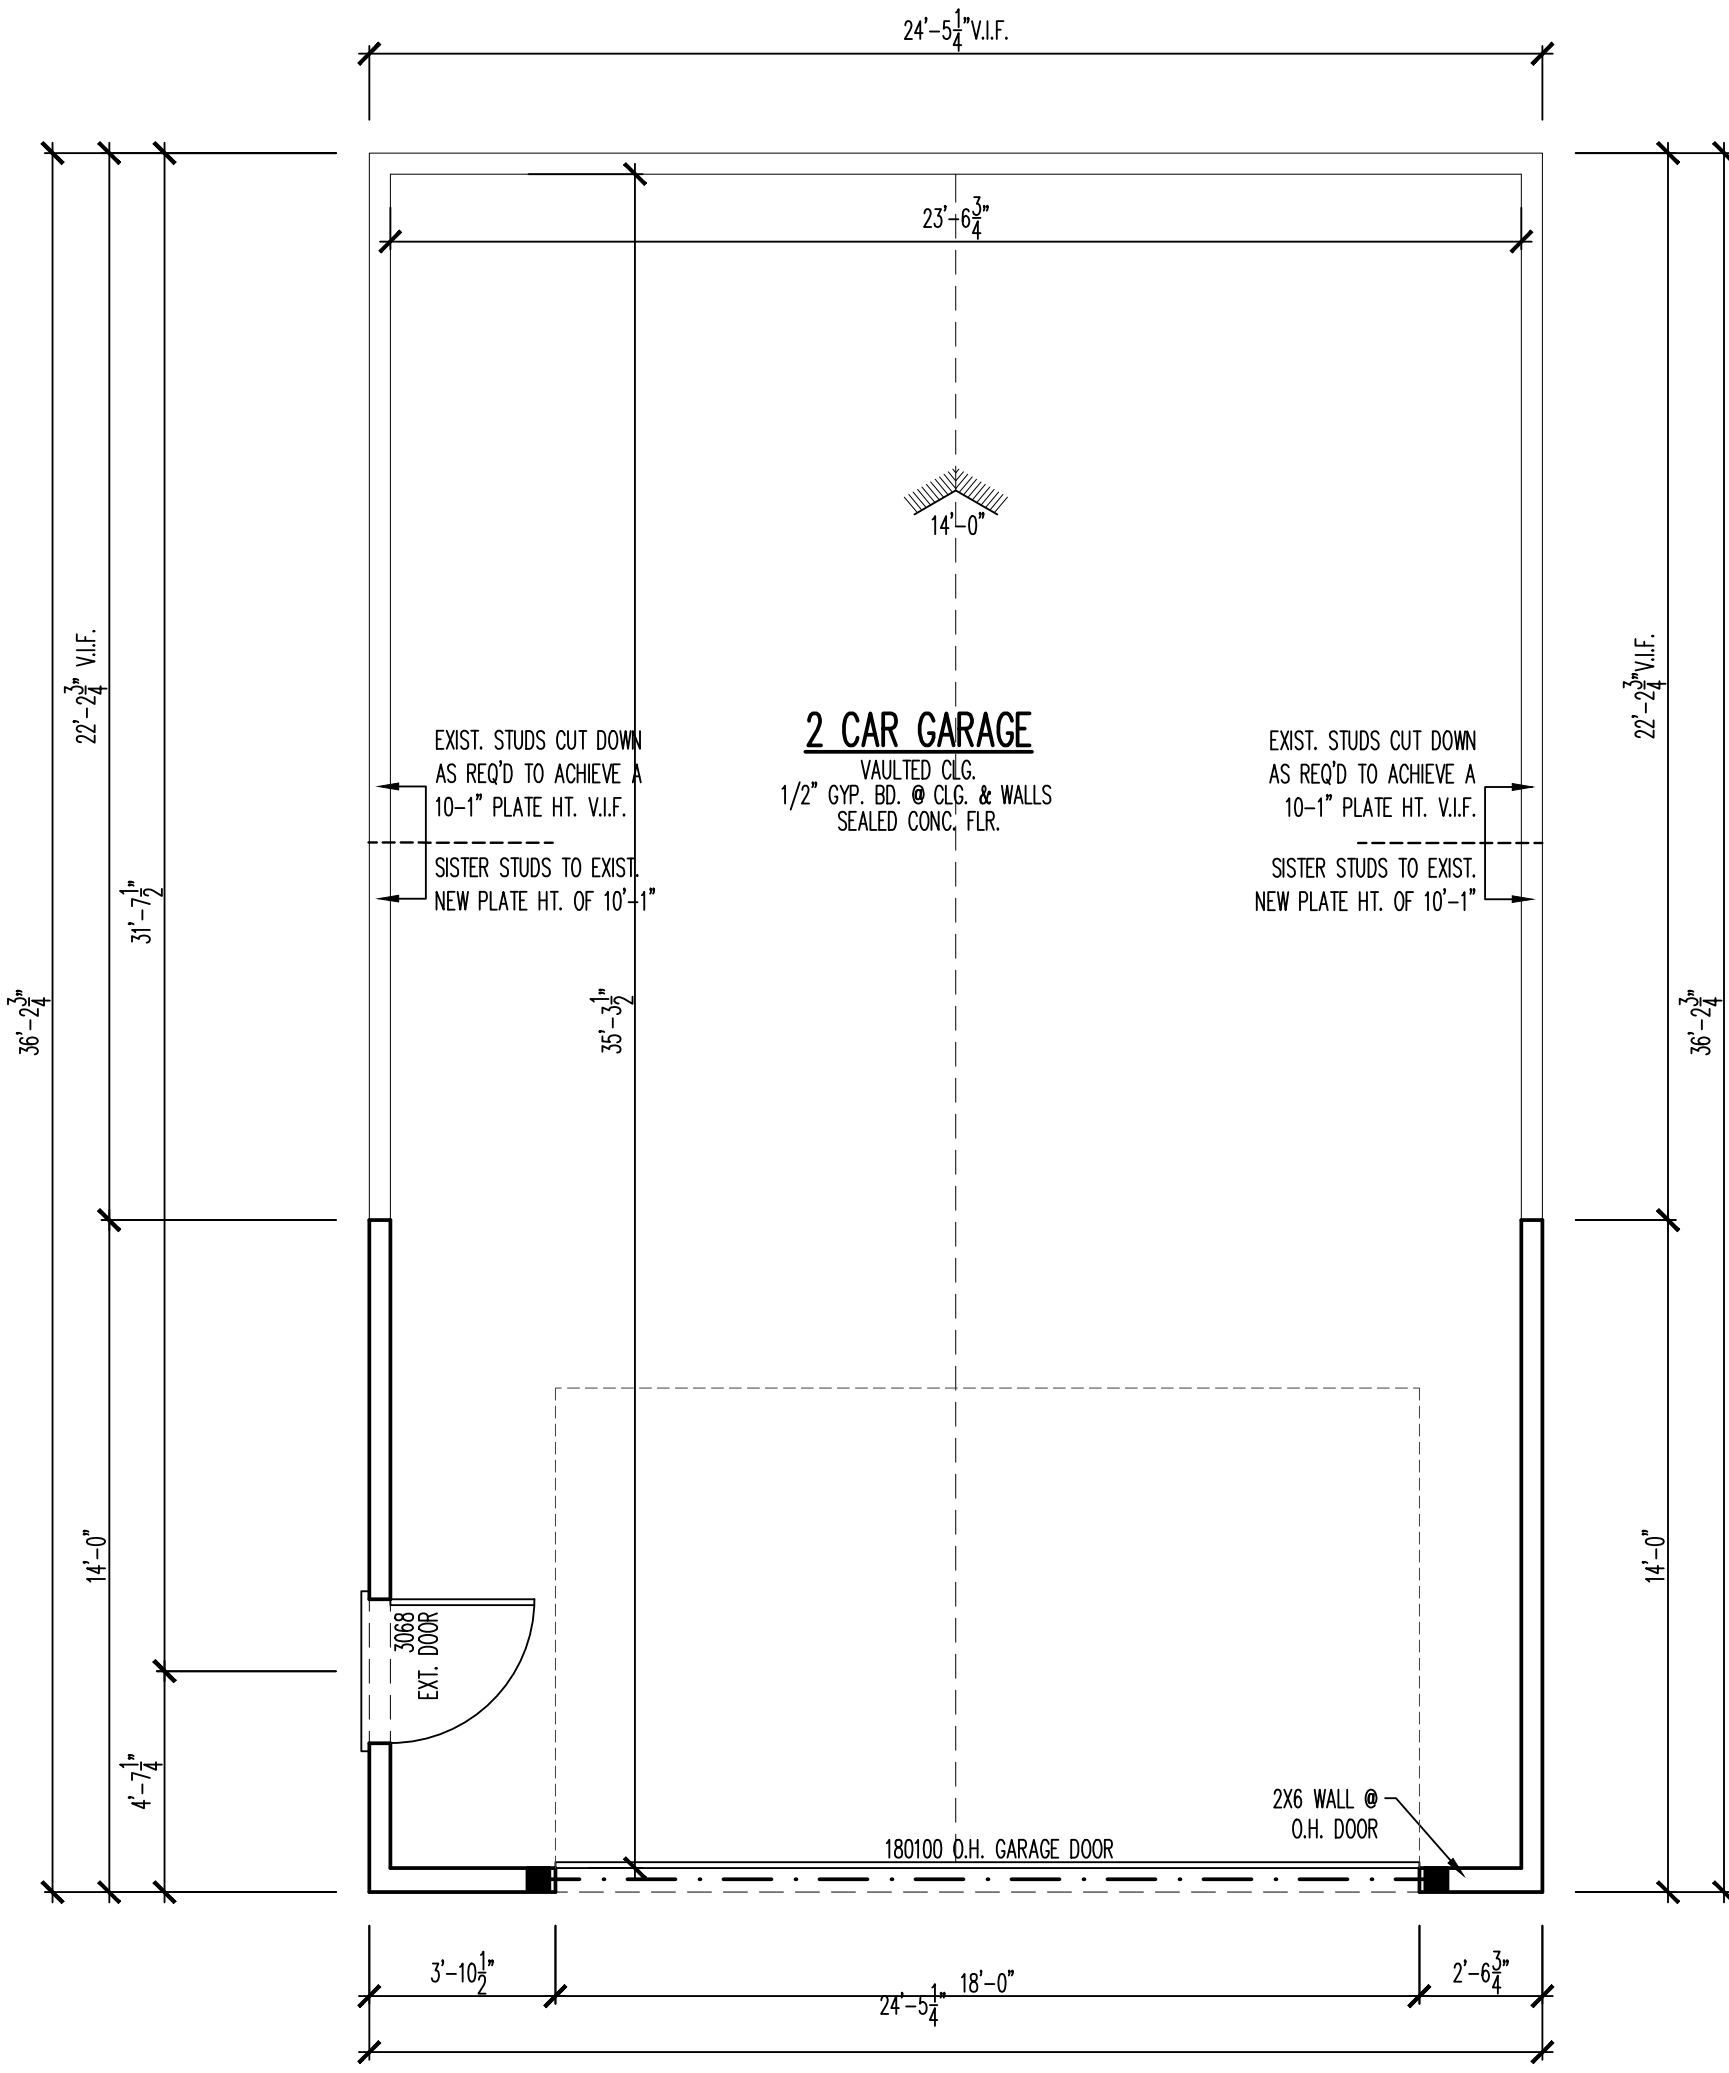 24'-5 1/4" V.I.F.
23'-6 3/4"
14'-0"
22'-2 3/4" V.I.F.
22'-2 3/4" V.I.F.
2 CAR GARAGE
VAULTED CLG.
1/2" GYP. BD. @ CLG. & WALLS
SEALED CONC. FLR.
EXIST. STUDS CUT DOWN
AS REQ'D TO ACHIEVE A
10-1" PLATE HT. V.I.F.
SISTER STUDS TO EXIST.
NEW PLATE HT. OF 10'-1"
EXIST. STUDS CUT DOWN
AS REQ'D TO ACHIEVE A
10-1" PLATE HT. V.I.F.
SISTER STUDS TO EXIST.
NEW PLATE HT. OF 10'-1"
31'-7 1/2"
36'-2 3/4"
35'-3 1/2"
36'-2 3/4"
14'-0"
14'-0"
3068
EXT. DOOR
4'-7 1/4"
2X6 WALL @
O.H. DOOR
180100 O.H. GARAGE DOOR
3'-10 1/2"
18'-0"
2'-6 3/4"
24'-5 1/4"